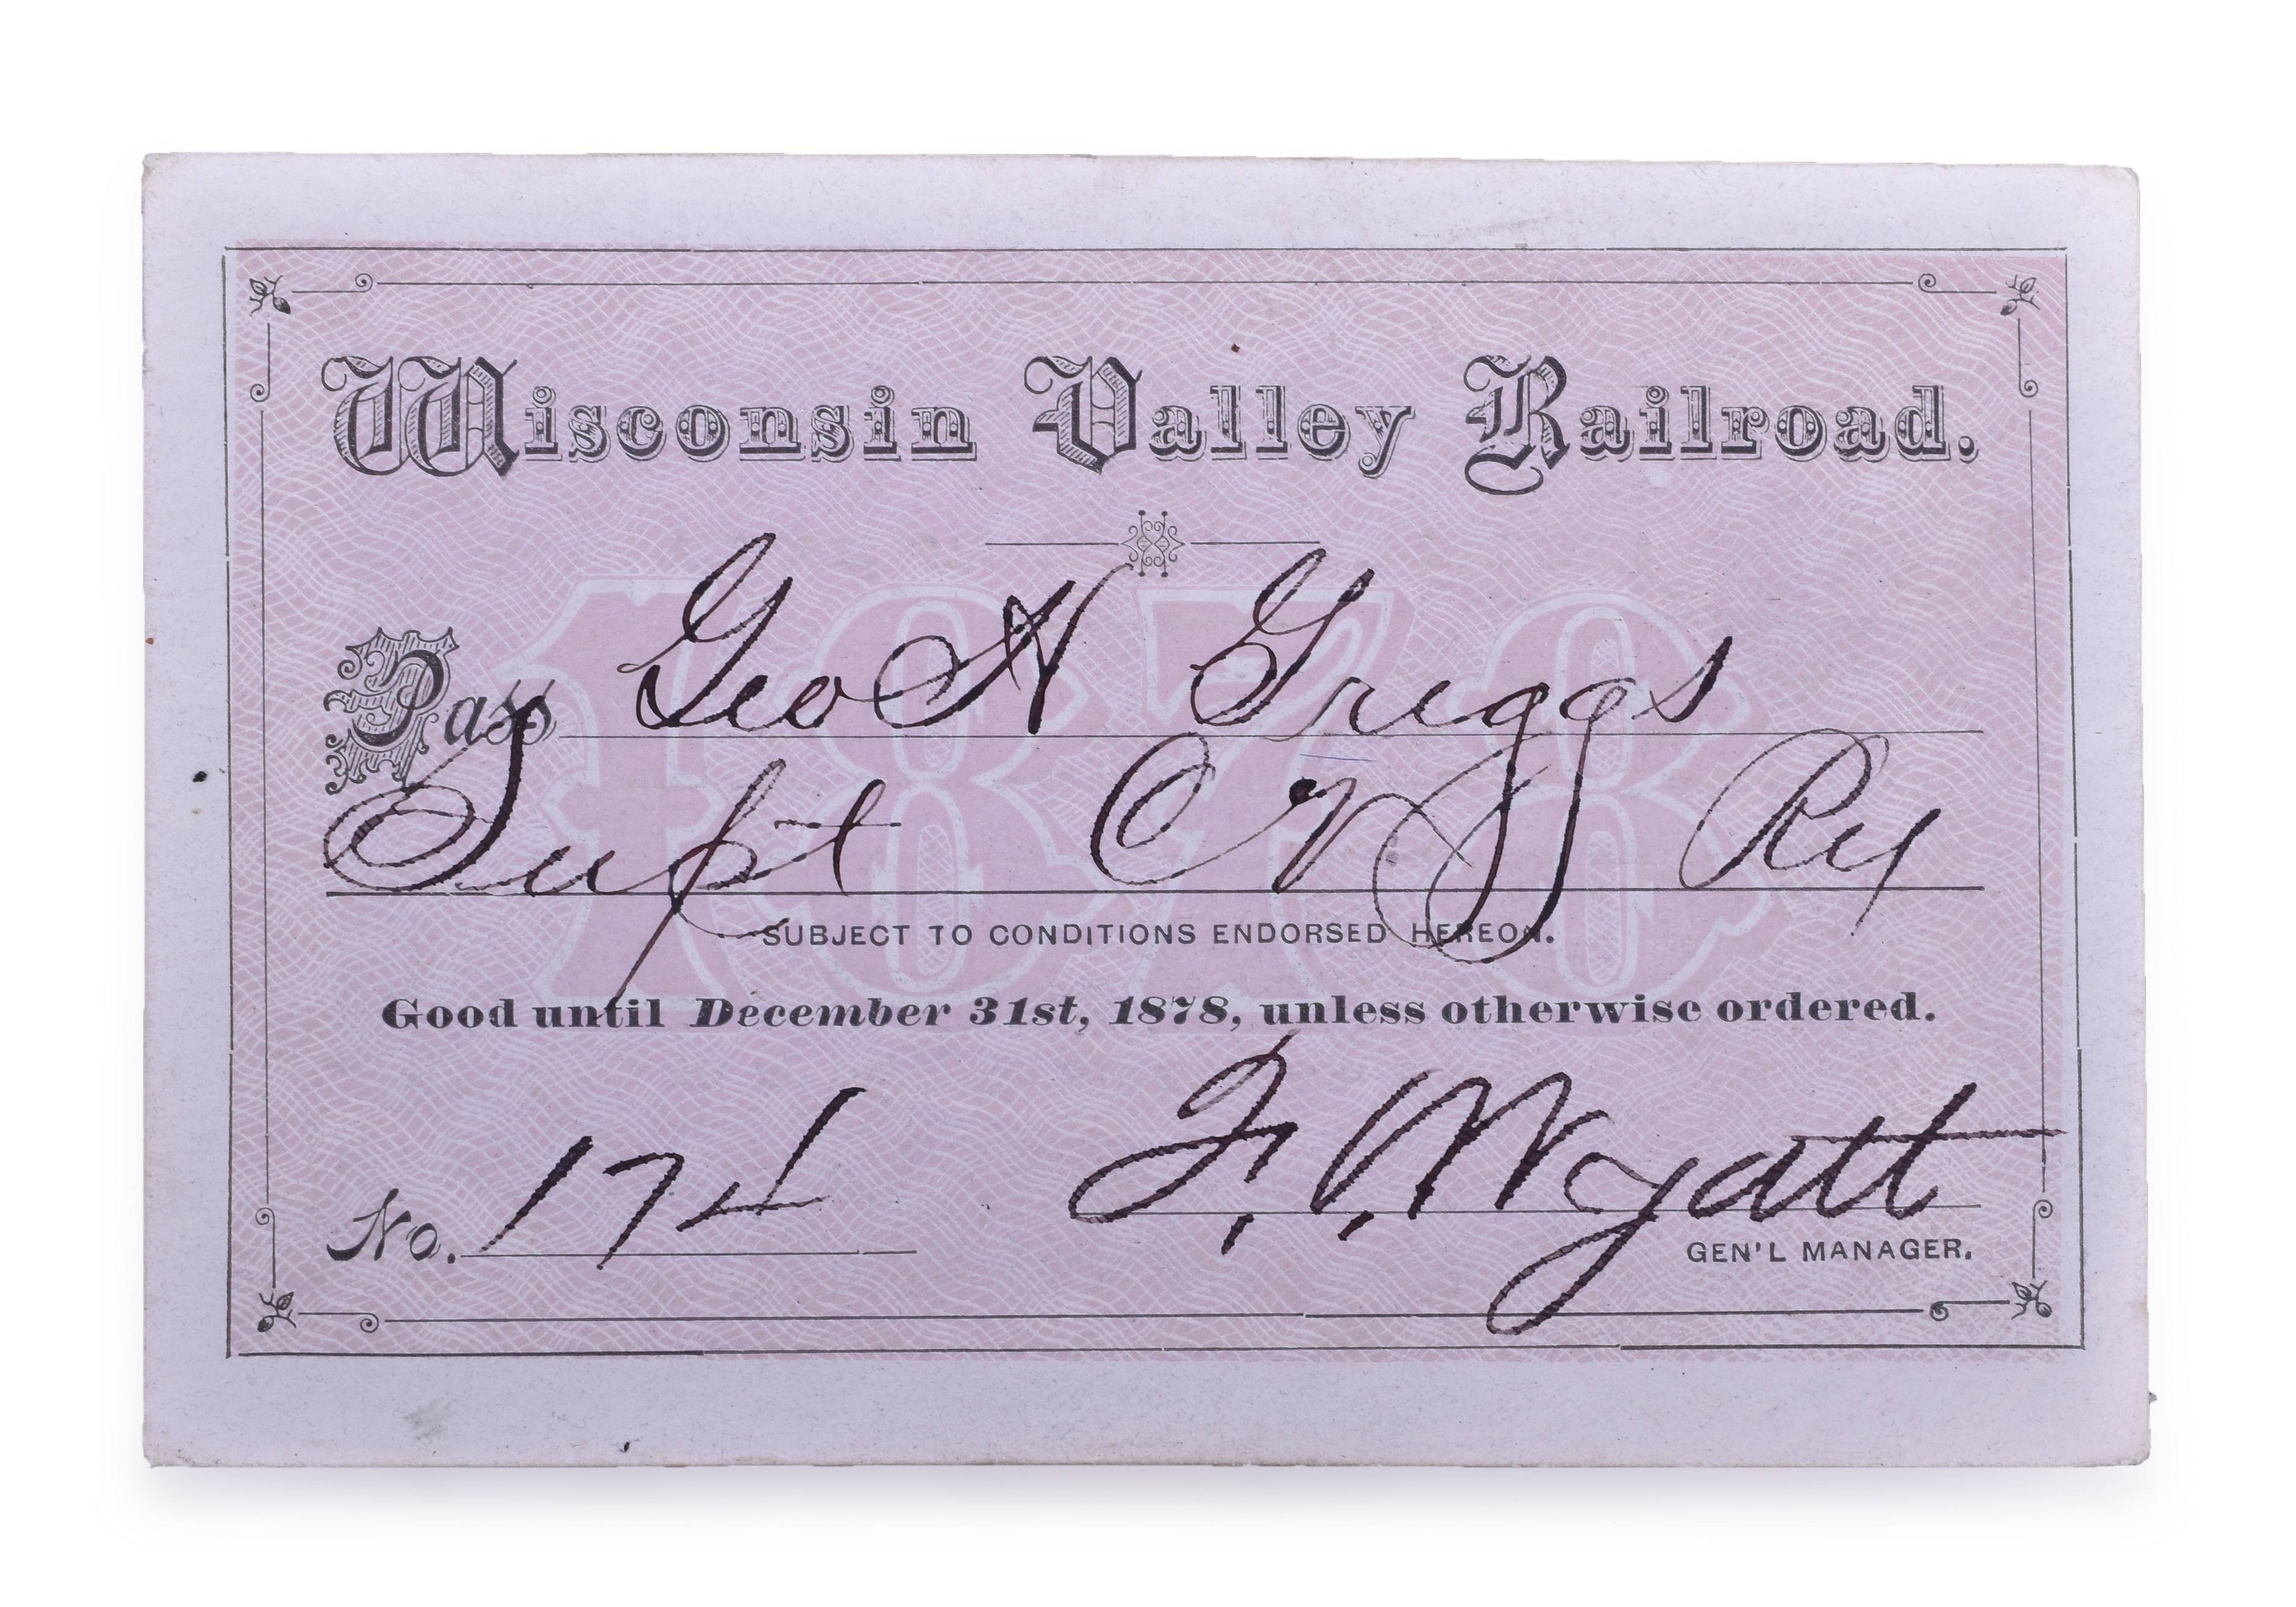 Wisconsin Valley Railroad.
1878
Pass Geo N Griggs
Supt C V S Ry
SUBJECT TO CONDITIONS ENDORSED HEREON.
Good until December 31st, 1878, unless otherwise ordered.
No. 174 F. O. Wyatt
GEN'L MANAGER.